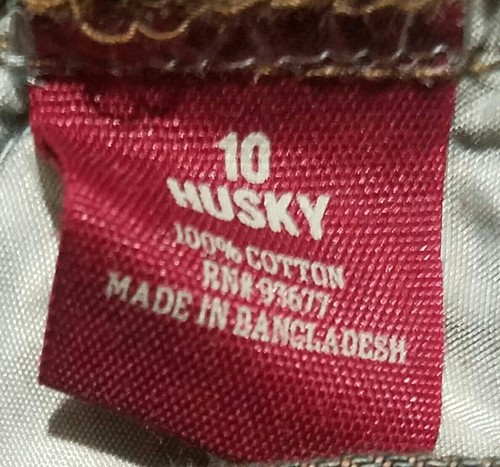 10
HUSKY
100% COTTON
RN# 93677
MADE IN BANGLADESH